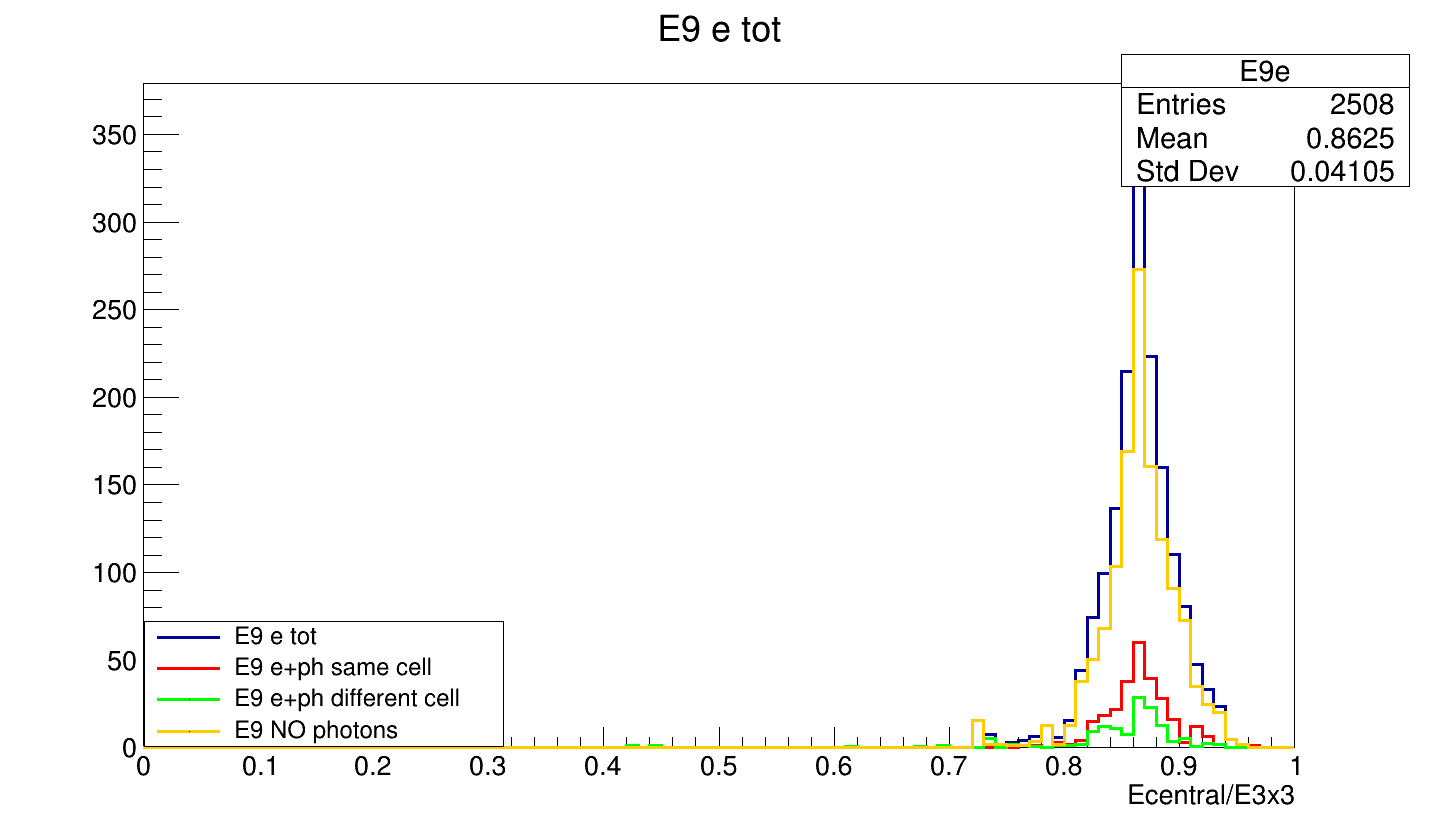 E9 e tot
E9e
Entries 2508
Mean 0.8625
Std Dev 0.04105
350
300
250
200
150
100
50
0
E9 e tot
E9 e+ph same cell
E9 e+ph different cell
E9 NO photons
0 0.1 0.2 0.3 0.4 0.5 0.6 0.7 0.8 0.9 1
Ecentral/E3x3